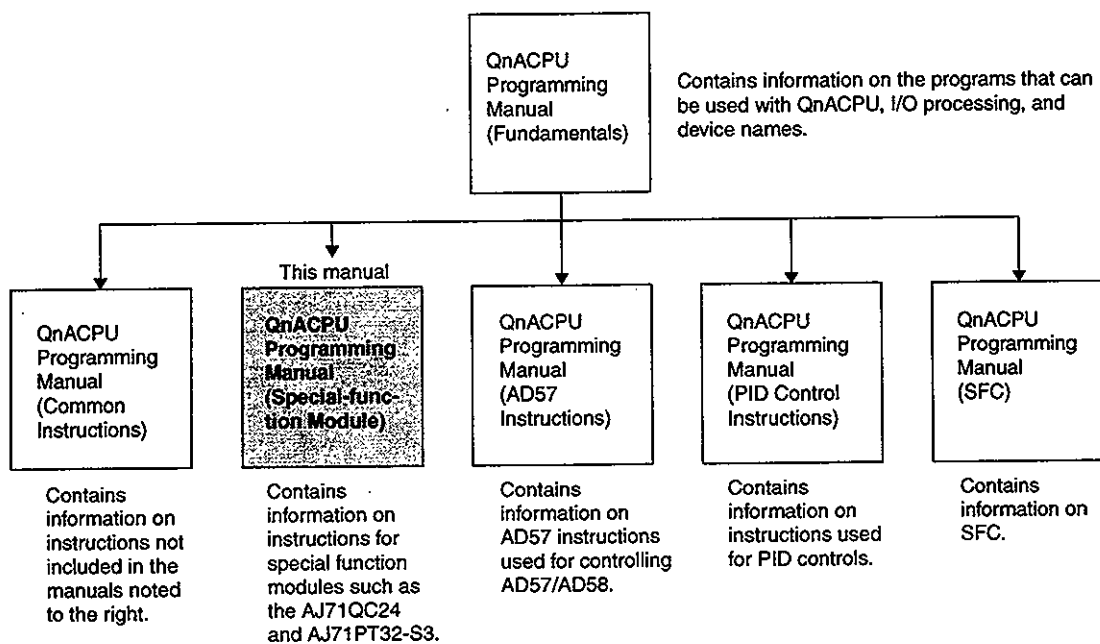 QnACPU
Programming
Manual
(Fundamentals)
Contains information on the programs that can
be used with QnACPU, I/O processing, and
device names.
This manual
QnACPU
Programming
Manual
(Common
Instructions)
QnACPU
Programming
Manual
(Special-func-
tion Module)
QnACPU
Programming
Manual
(AD57
Instructions)
QnACPU
Programming
Manual
(PID Control
Instructions)
QnACPU
Programming
Manual
(SFC)
Contains
information on
instructions not
included in the
manuals noted
to the right.
Contains
information on
instructions for
special function
modules such as
the AJ71QC24
and AJ71PT32-S3.
Contains
information on
AD57 instructions
used for controlling
AD57/AD58.
Contains
information on
instructions used
for PID controls.
Contains
information on
SFC.